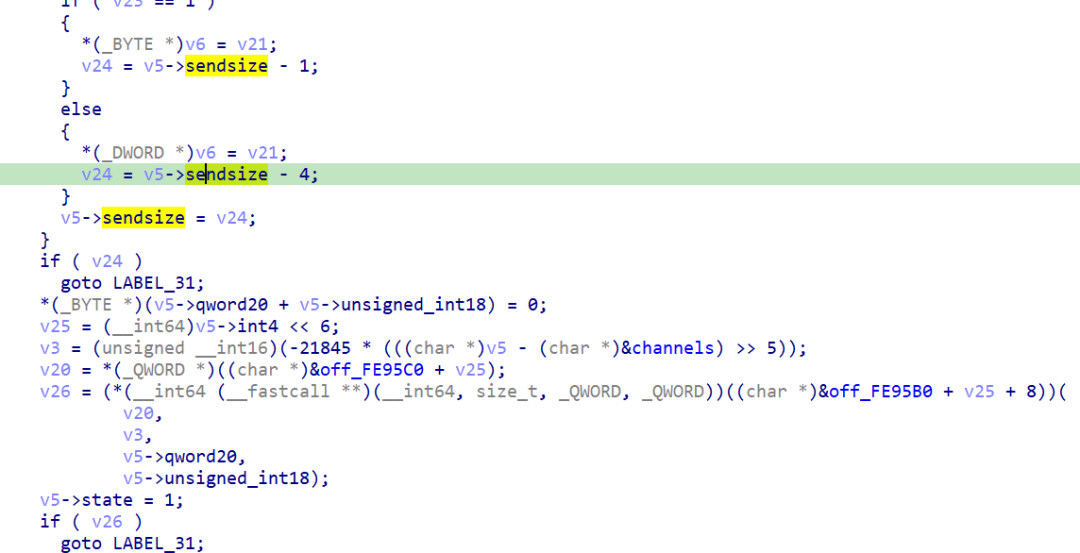 if ( v23 == 1 )
{
*(_BYTE *)v6 = v21;
v24 = v5->sendsize - 1;
}
else
{
*(_DWORD *)v6 = v21;
v24 = v5->sendsize - 4;
}
v5->sendsize = v24;
}
if ( v24 )
goto LABEL_31;
*(_BYTE *)(v5->qword20 + v5->unsigned_int18) = 0;
v25 = (__int64)v5->int4 << 6;
v3 = (unsigned __int16)(-21845 * (((char *)v5 - (char *)&channels) >> 5));
v20 = *(_QWORD *)((char *)&off_FE95C0 + v25);
v26 = (*(__int64 (__fastcall **)(__int64, size_t, _QWORD, _QWORD))((char *)&off_FE95B0 + v25 + 8))(
v20,
v3,
v5->qword20,
v5->unsigned_int18);
v5->state = 1;
if ( v26 )
goto LABEL_31;